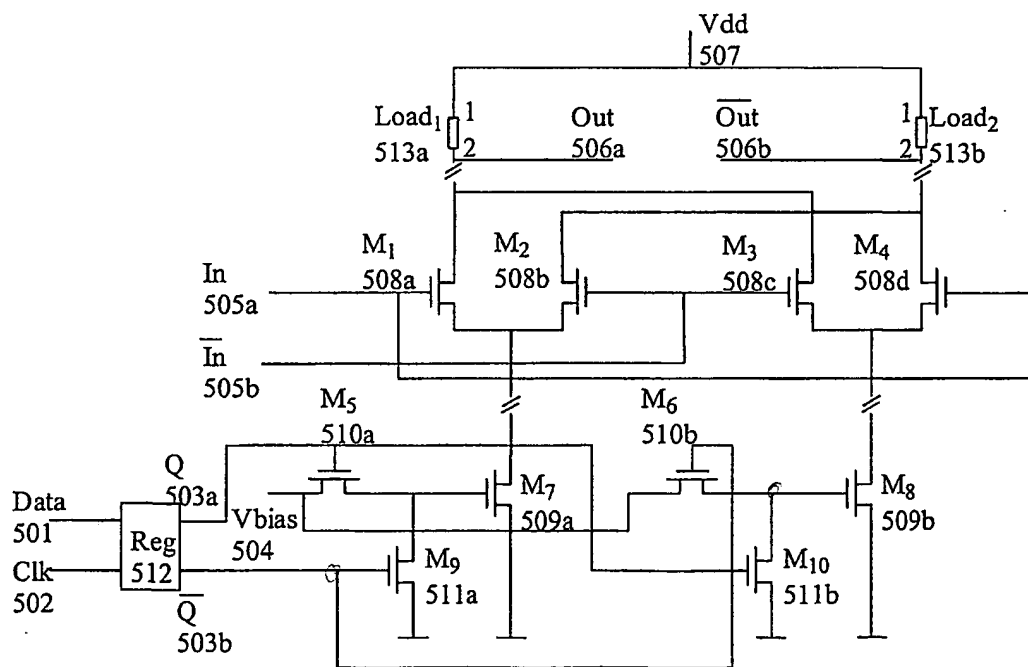 Vdd
507
Load1
513a
1
2
Out
506a
Out
506b
1
2
Load2
513b
M1
508a
M2
508b
M3
508c
M4
508d
In
505a
In
505b
M5
510a
M6
510b
Q
503a
M7
509a
M8
509b
Data
501
Vbias
504
Reg
512
Clk
502
M9
511a
M10
511b
Q
503b